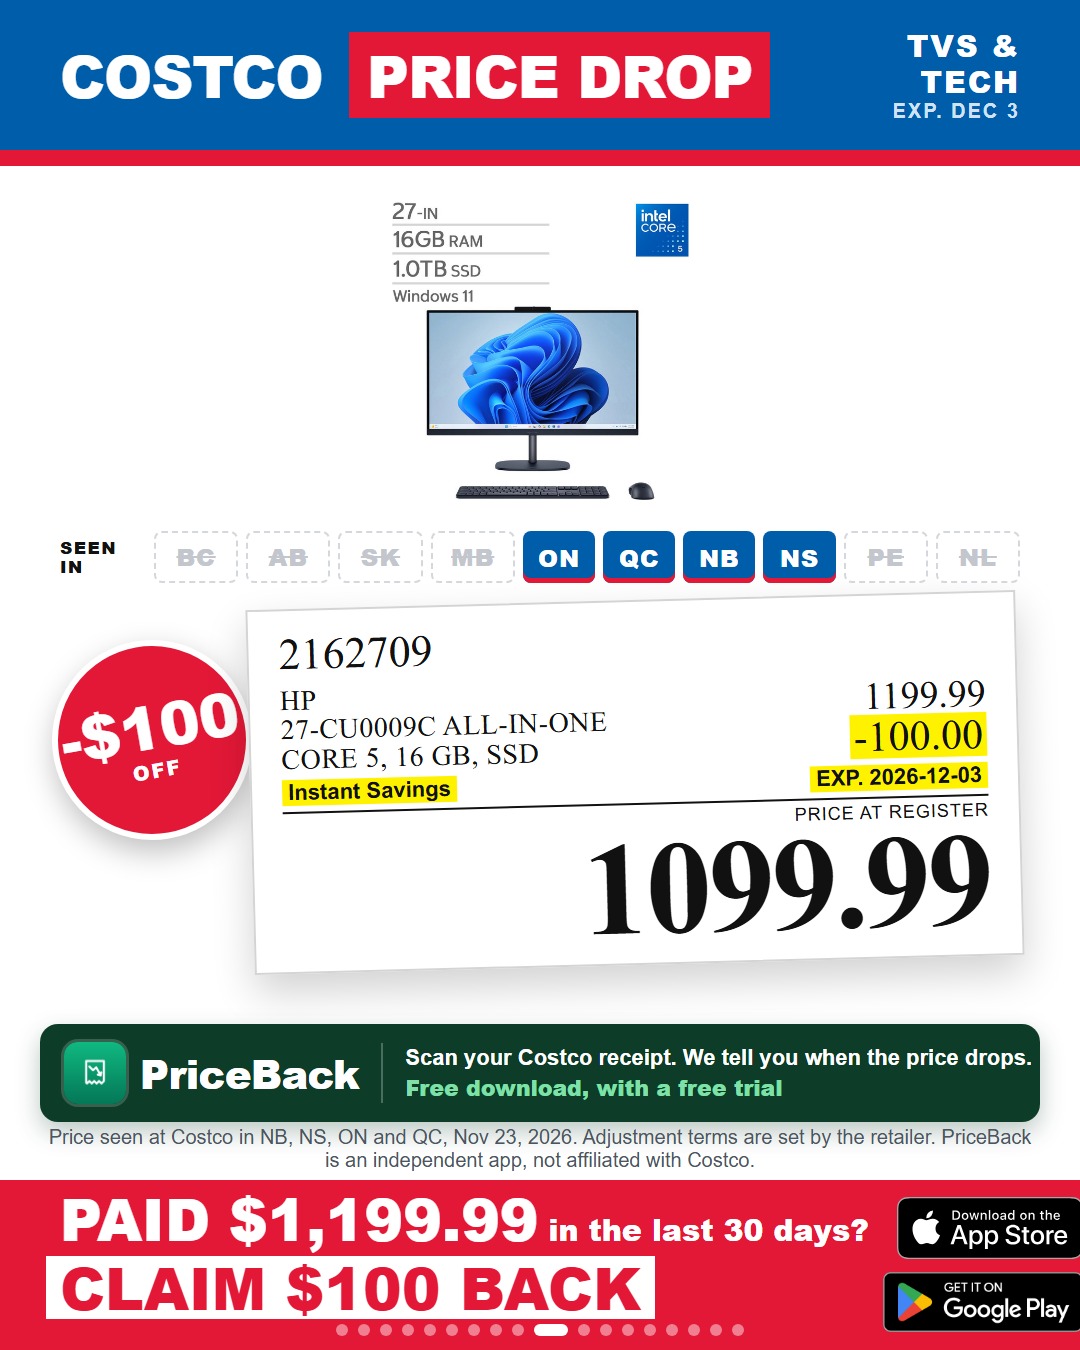 COSTCO PRICE DROP
TVS &
TECH
EXP. DEC 3
27-IN
16GB RAM
1.0TB SSD
Windows 11
intel
CORE
5
SEEN
IN
BC AB SK MB ON QC NB NS PE NL
2162709
HP
27-CU0009C ALL-IN-ONE
CORE 5, 16 GB, SSD
Instant Savings
1199.99
-100.00
EXP. 2026-12-03
PRICE AT REGISTER
1099.99
-$100
OFF
PriceBack
Scan your Costco receipt. We tell you when the price drops.
Free download, with a free trial
Price seen at Costco in NB, NS, ON and QC, Nov 23, 2026. Adjustment terms are set by the retailer. PriceBack
is an independent app, not affiliated with Costco.
PAID $1,199.99 in the last 30 days?
CLAIM $100 BACK
Download on the
App Store
GET IT ON
Google Play